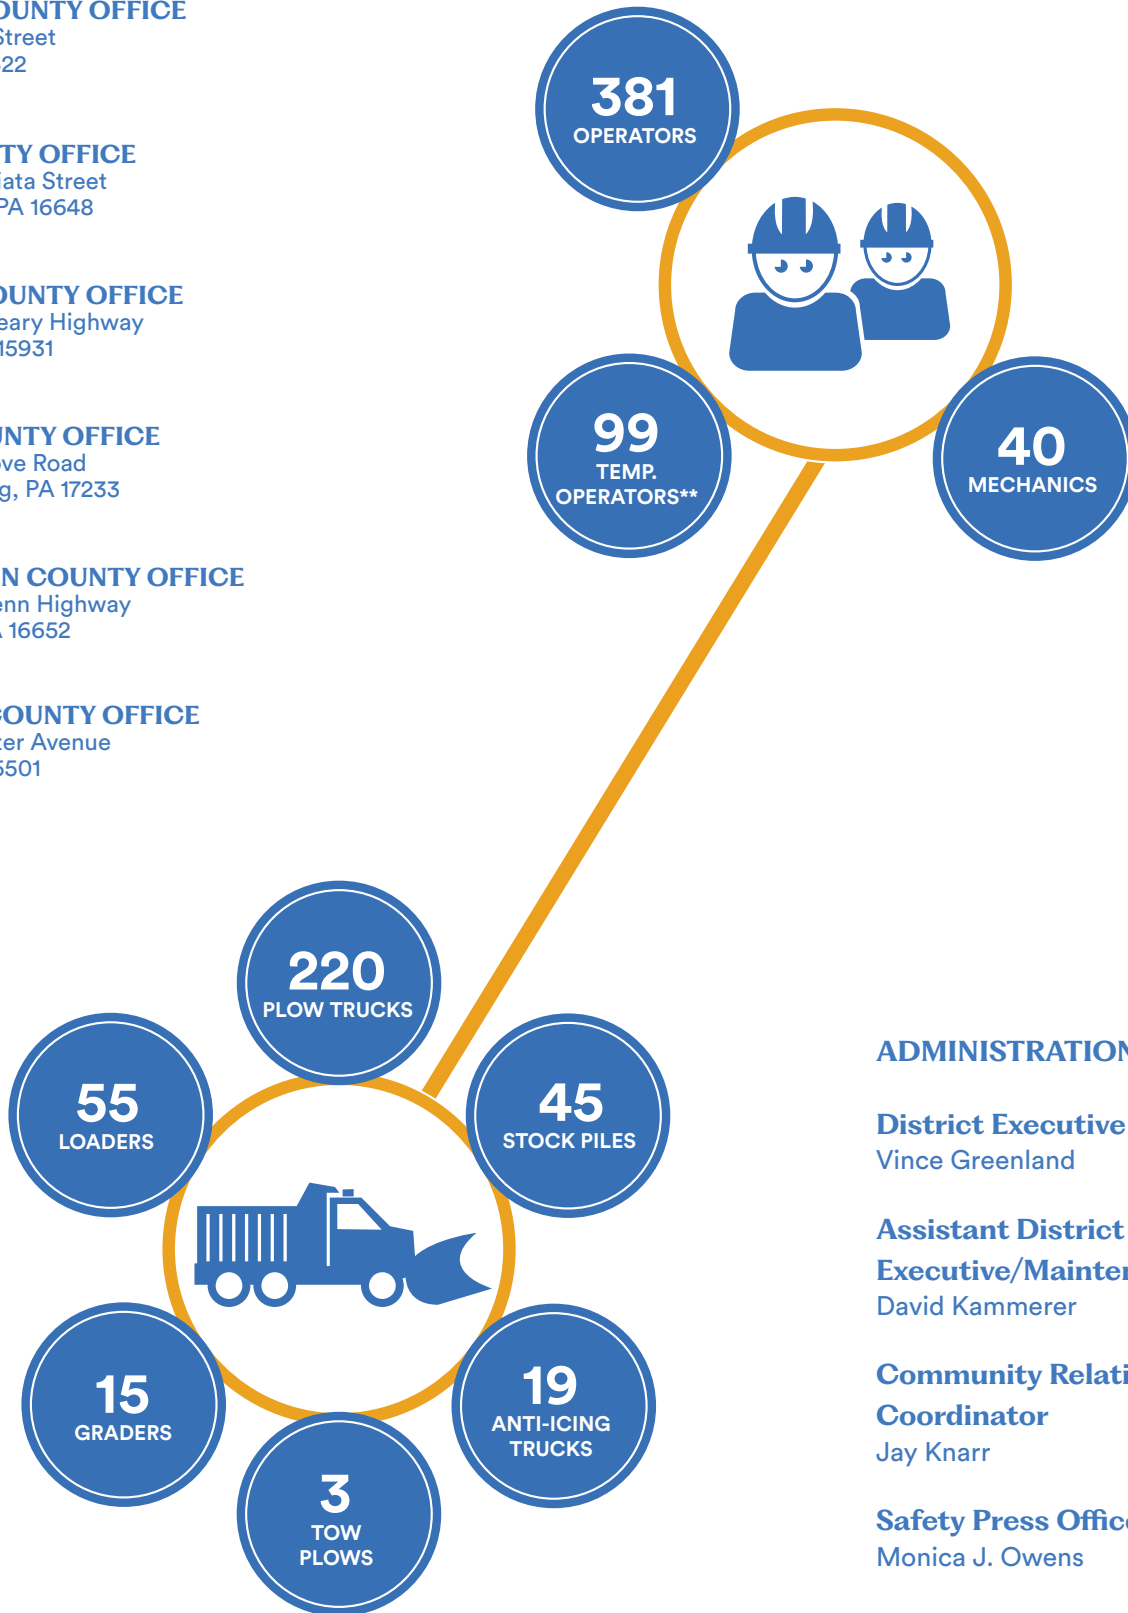 OUNTY OFFICE
Street
22
TY OFFICE
iata Street
PA 16648
OUNTY OFFICE
eary Highway
15931
UNTY OFFICE
ve Road
g, PA 17233
N COUNTY OFFICE
enn Highway
16652
COUNTY OFFICE
ter Avenue
5501
381
OPERATORS
99
TEMP.
OPERATORS**
40
MECHANICS
220
PLOW TRUCKS
55
LOADERS
45
STOCK PILES
15
GRADERS
19
ANTI-ICING
TRUCKS
3
TOW
PLOWS
ADMINISTRATION
District Executive
Vince Greenland
Assistant District
Executive/Mainten
David Kammerer
Community Relati
Coordinator
Jay Knarr
Safety Press Office
Monica J. Owens